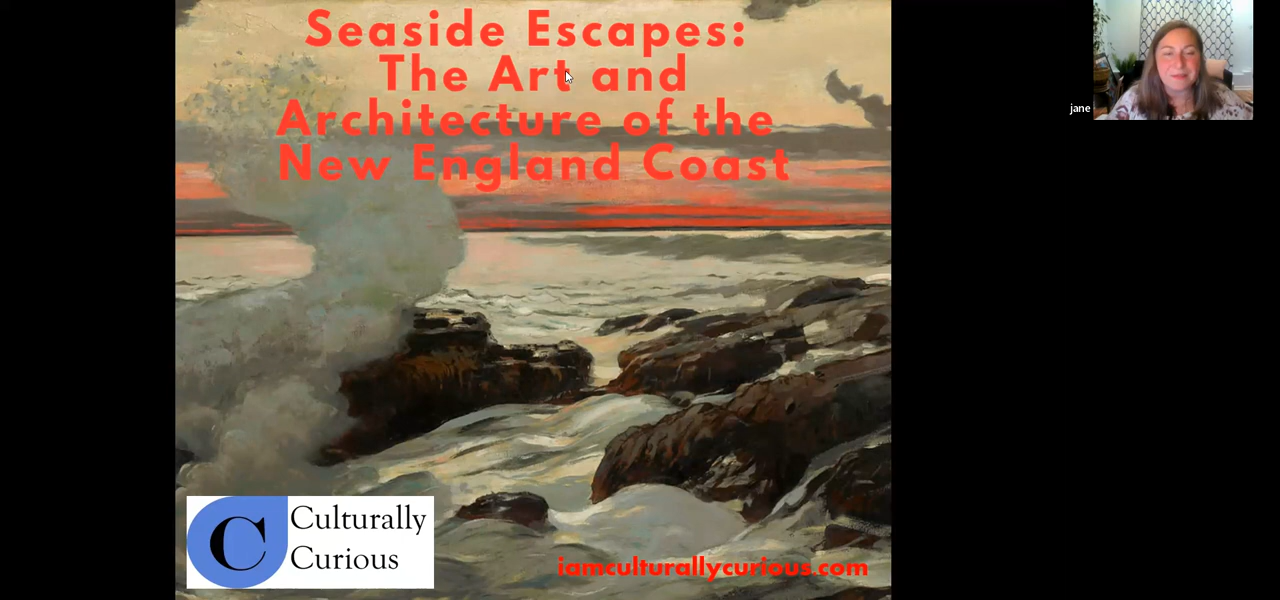 Seaside Escapes:
The Art and
Architecture of the
New England Coast
jane
C
Culturally
Curious
iamculturallycurious.com